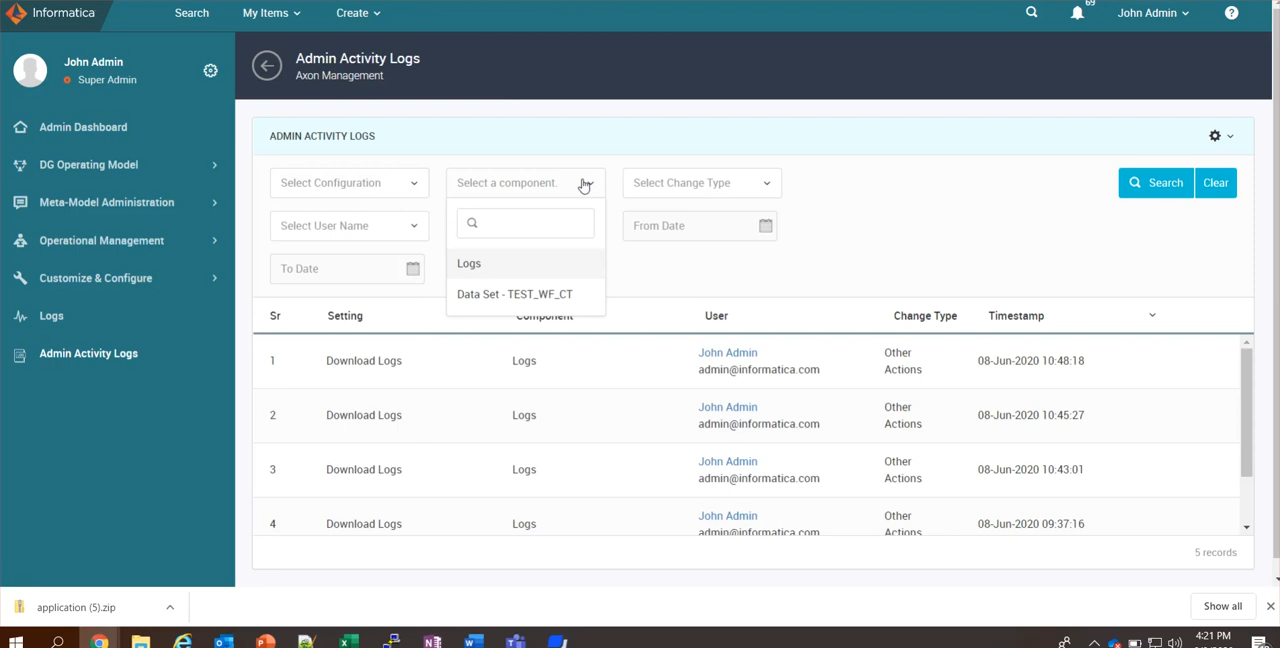 Informatica
Search
My Items
Create
69
John Admin
John Admin
Super Admin
Admin Dashboard
DG Operating Model
Meta-Model Administration
Operational Management
Customize & Configure
Logs
Admin Activity Logs
Admin Activity Logs
Axon Management
ADMIN ACTIVITY LOGS
Select Configuration
Select a component.
Select Change Type
Search
Clear
Select User Name
From Date
To Date
Logs
Data Set - TEST_WF_CT
Sr
Setting
Component
User
Change Type
Timestamp
1
Download Logs
Logs
John Admin
admin@informatica.com
Other
Actions
08-Jun-2020 10:48:18
2
Download Logs
Logs
John Admin
admin@informatica.com
Other
Actions
08-Jun-2020 10:45:27
3
Download Logs
Logs
John Admin
admin@informatica.com
Other
Actions
08-Jun-2020 10:43:01
4
Download Logs
Logs
John Admin
admin@informatica.com
Other
Actions
08-Jun-2020 09:37:16
5 records
application (5).zip
Show all
4:21 PM